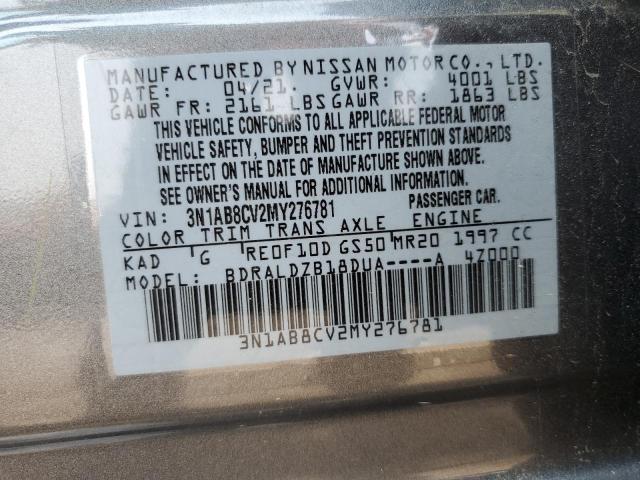 MANUFACTURED BY NISSAN MOTOR CO., LTD.
DATE: 04/21. GVWR: 4001 LBS
GAWR FR: 2161 LBS GAWR RR: 1863 LBS
THIS VEHICLE CONFORMS TO ALL APPLICABLE FEDERAL MOTOR
VEHICLE SAFETY, BUMPER AND THEFT PREVENTION STANDARDS
IN EFFECT ON THE DATE OF MANUFACTURE SHOWN ABOVE.
SEE OWNER'S MANUAL FOR ADDITIONAL INFORMATION.
VIN: 3N1AB8CV2MY276781 PASSENGER CAR.
COLOR TRIM TRANS AXLE ENGINE
KAD G RE0F10D GS50 MR20 1997 CC
MODEL: BDRALDZB18DUA----A 4Z000
3N1AB8CV2MY276781